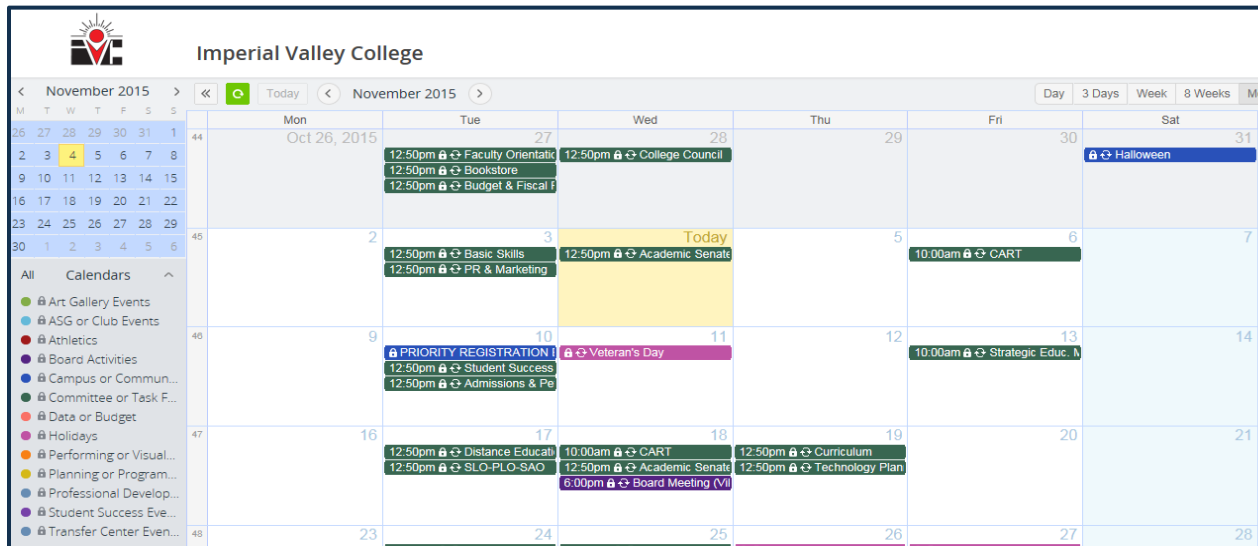 IVC
Imperial Valley College
< November 2015 >
« Today < November 2015 > Day 3 Days Week 8 Weeks
M T W T F S S
26 27 28 29 30 31 1
2 3 4 5 6 7 8
9 10 11 12 13 14 15
16 17 18 19 20 21 22
23 24 25 26 27 28 29
30 1 2 3 4 5 6
All Calendars
Art Gallery Events
ASG or Club Events
Athletics
Board Activities
Campus or Commun...
Committee or Task F...
Data or Budget
Holidays
Performing or Visual...
Planning or Program...
Professional Develop...
Student Success Eve...
Transfer Center Even...
Mon Tue Wed Thu Fri Sat
44 Oct 26, 2015 27 28 29 30 31
12:50pm Faculty Orientatic 12:50pm College Council Halloween
12:50pm Bookstore
12:50pm Budget & Fiscal
45 2 3 Today 5 6 7
12:50pm Basic Skills 12:50pm Academic Senate 10:00am CART
12:50pm PR & Marketing
46 9 10 11 12 13 14
PRIORITY REGISTRATION Veteran's Day 10:00am Strategic Educ.
12:50pm Student Success
12:50pm Admissions & Pe
47 16 17 18 19 20 21
12:50pm Distance Educati 10:00am CART 12:50pm Curriculum
12:50pm SLO-PLO-SAO 12:50pm Academic Senate 12:50pm Technology Plan
6:00pm Board Meeting (Vil
48 23 24 25 26 27 28